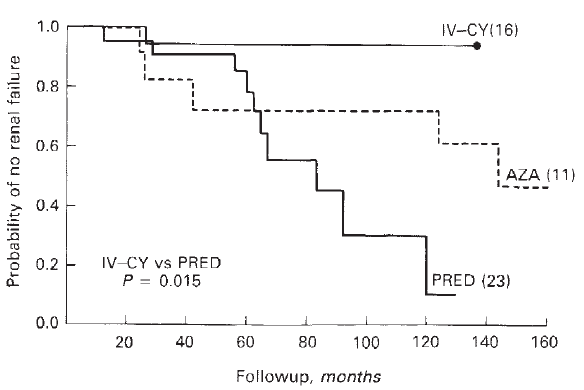 Probability of no renal failure
1.0
0.8
0.6
0.4
0.2
0.0
IV–CY(16)
AZA (11)
PRED (23)
IV–CY vs PRED
P = 0.015
20 40 60 80 100 120 140 160
Followup, months